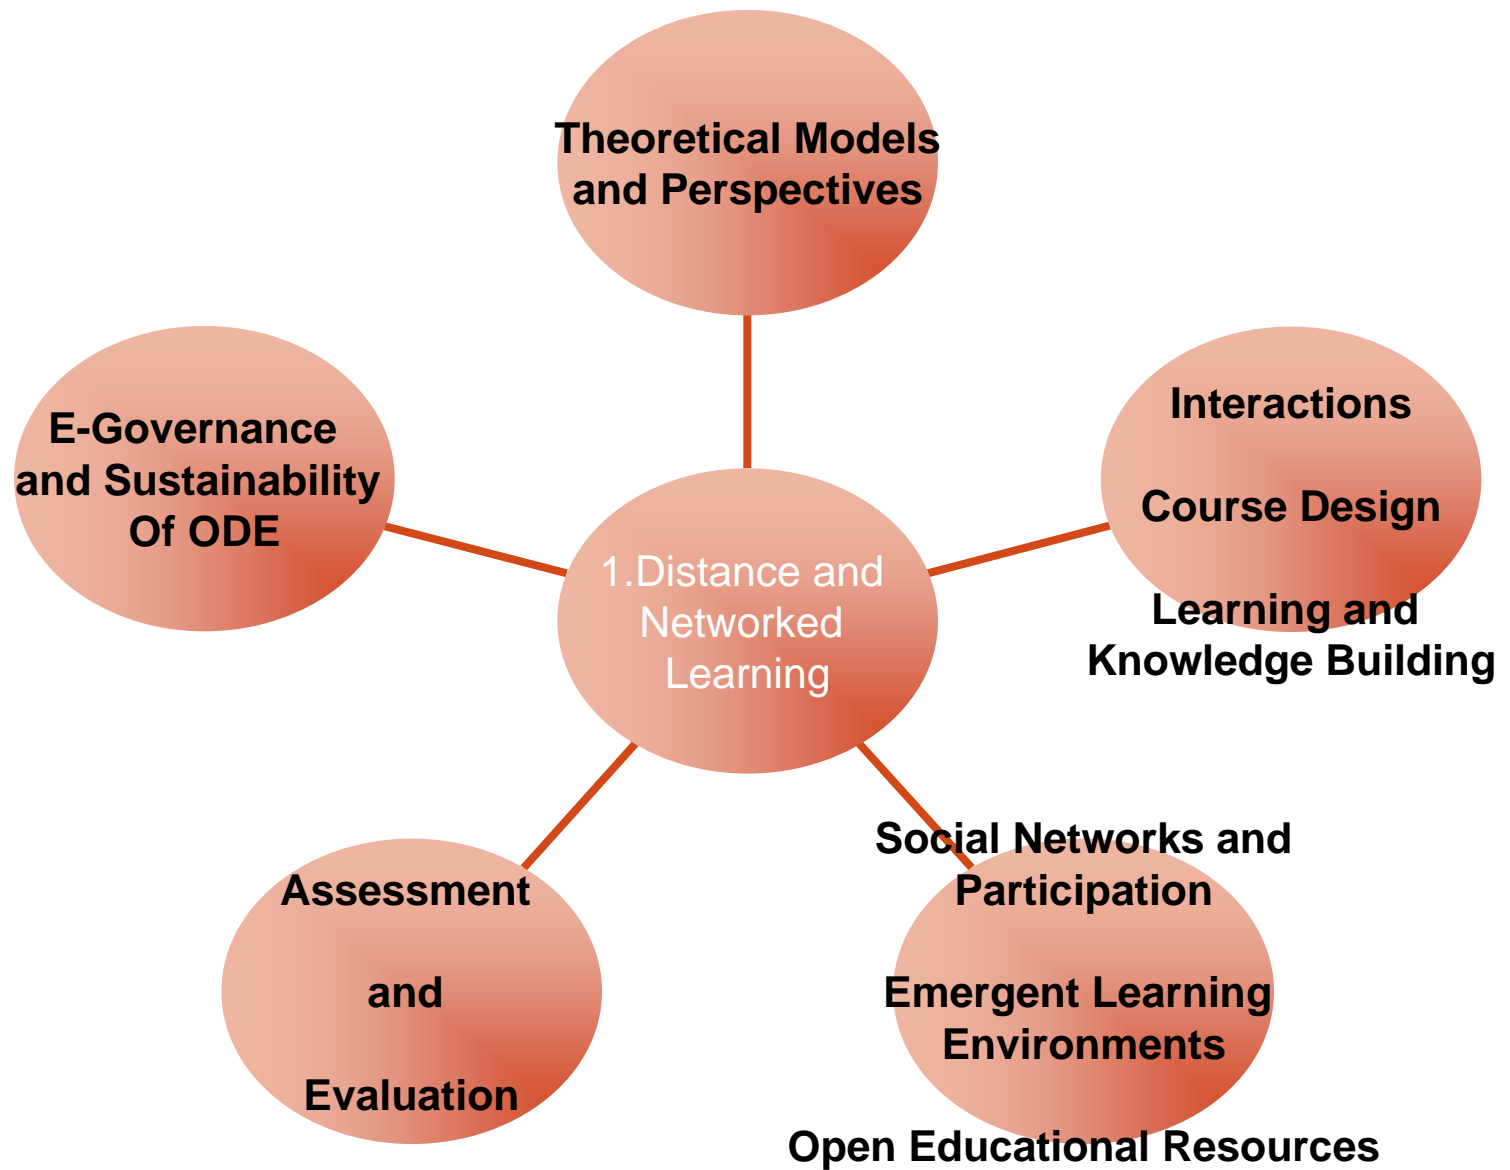 Theoretical Models
and Perspectives
E-Governance
and Sustainability
Of ODE
Interactions
Course Design
Learning and
Knowledge Building
1.Distance and
Networked
Learning
Assessment
and
Evaluation
Social Networks and
Participation
Emergent Learning
Environments
Open Educational Resources